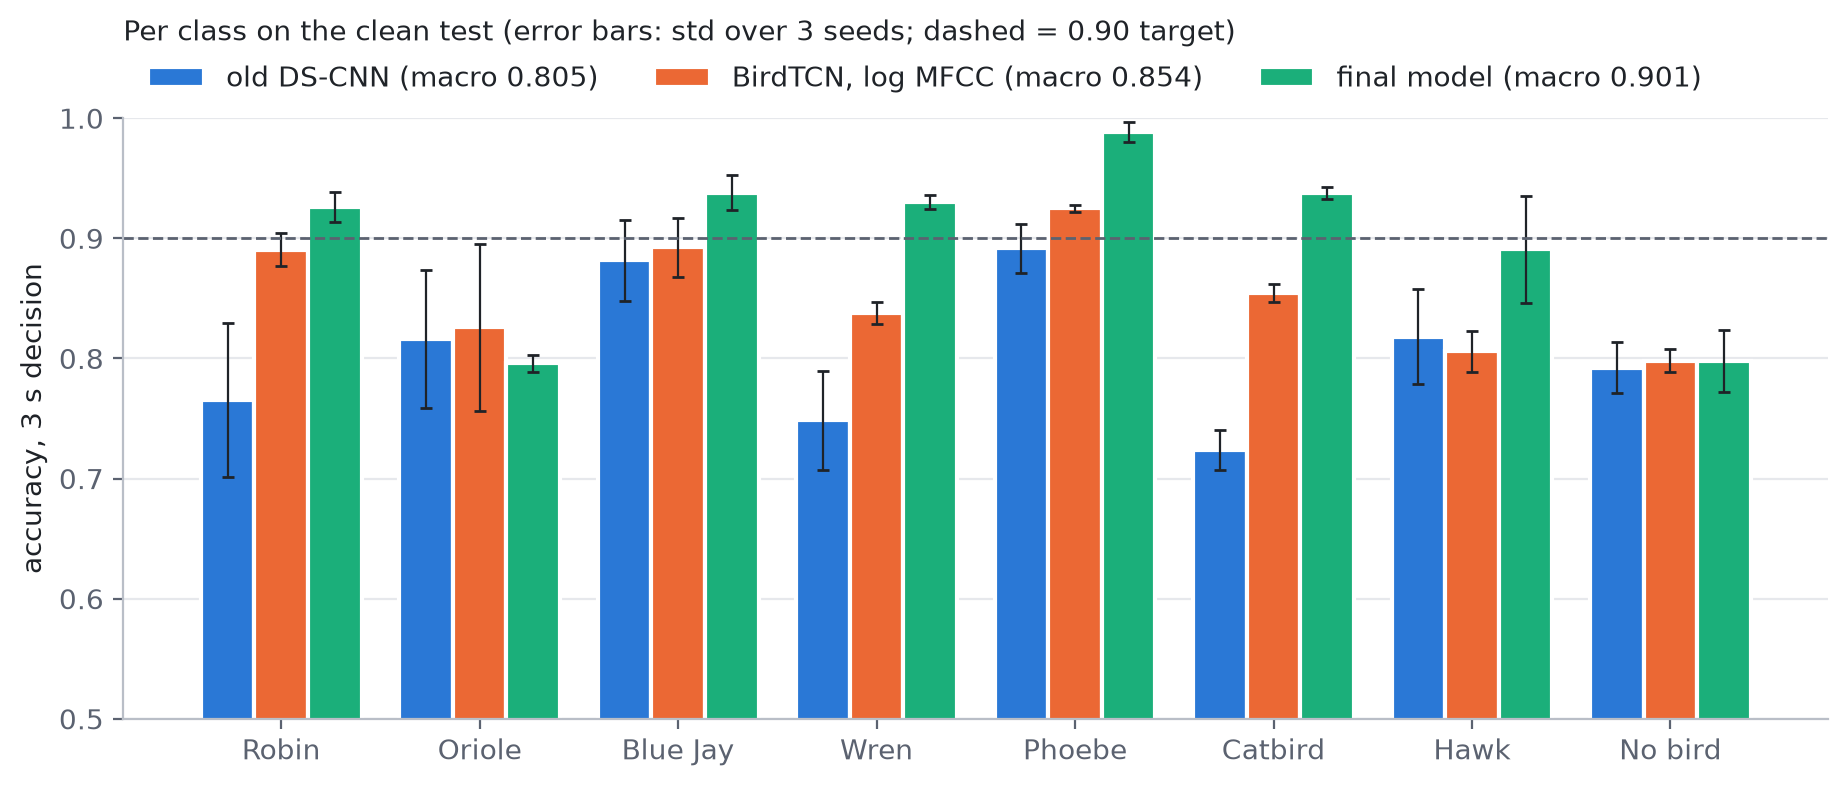 Per class on the clean test (error bars: std over 3 seeds; dashed = 0.90 target)
old DS-CNN (macro 0.805)
BirdTCN, log MFCC (macro 0.854)
final model (macro 0.901)
accuracy, 3 s decision
1.0
0.9
0.8
0.7
0.6
0.5
Robin
Oriole
Blue Jay
Wren
Phoebe
Catbird
Hawk
No bird